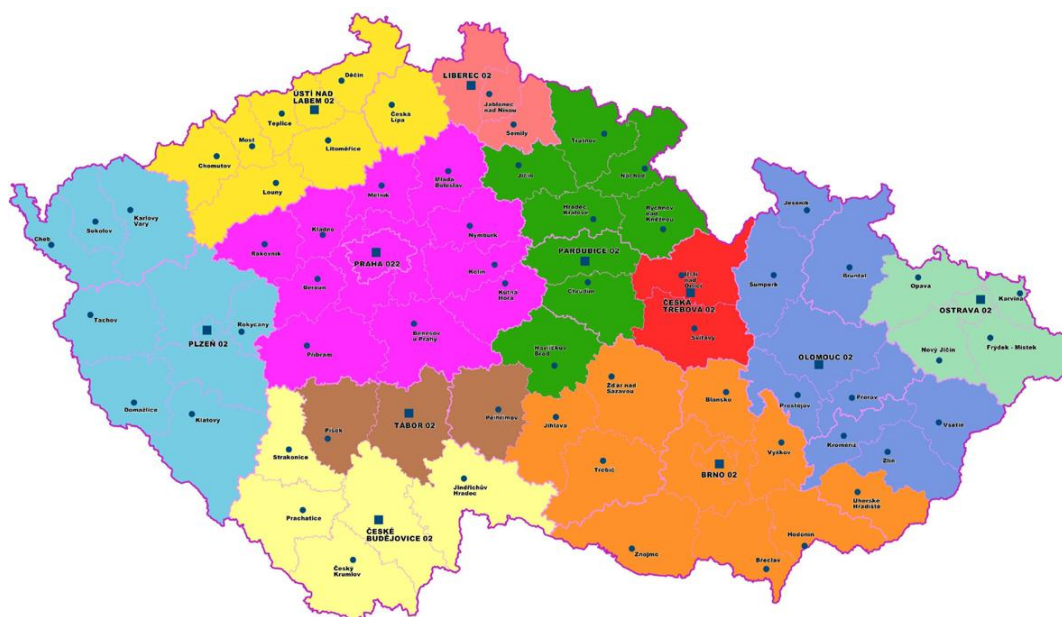 Děčín
LIBEREC 02
ÚSTÍ NAD
LABEM 02
Jablonec
nad Nisou
Česká
Lípa
Teplice
Semily
Trutnov
Most
Litoměřice
Chomutov
Jičín
Náchod
Mladá
Boleslav
Louny
Mělník
Jeseník
Karlovy
Vary
Hradec
Králové
Rychnov
nad
Kněžnou
Sokolov
Kladno
Nymburk
Cheb
Rakovník
PRAHA 022
PARDUBICE 02
Kolín
Bruntál
Ústí
nad
Orlicí
Šumperk
Opava
Karviná
Beroun
Kutná
Hora
Chrudim
ČESKÁ
TŘEBOVÁ 02
OSTRAVA 02
Tachov
Rokycany
PLZEŇ 02
Benešov
u Prahy
Svitavy
Frýdek - Místek
Příbram
Havlíčkův
Brod
Nový Jičín
OLOMOUC 02
Žďár nad
Sázavou
Domažlice
Klatovy
Blansko
Prostějov
Přerov
TÁBOR 02
Pelhřimov
Jihlava
Písek
Vsetín
Strakonice
Vyškov
Kroměříž
Zlín
Třebíč
BRNO 02
Jindřichův
Hradec
Uherské
Hradiště
Prachatice
ČESKÉ
BUDĚJOVICE 02
Hodonín
Znojmo
Český
Krumlov
Břeclav